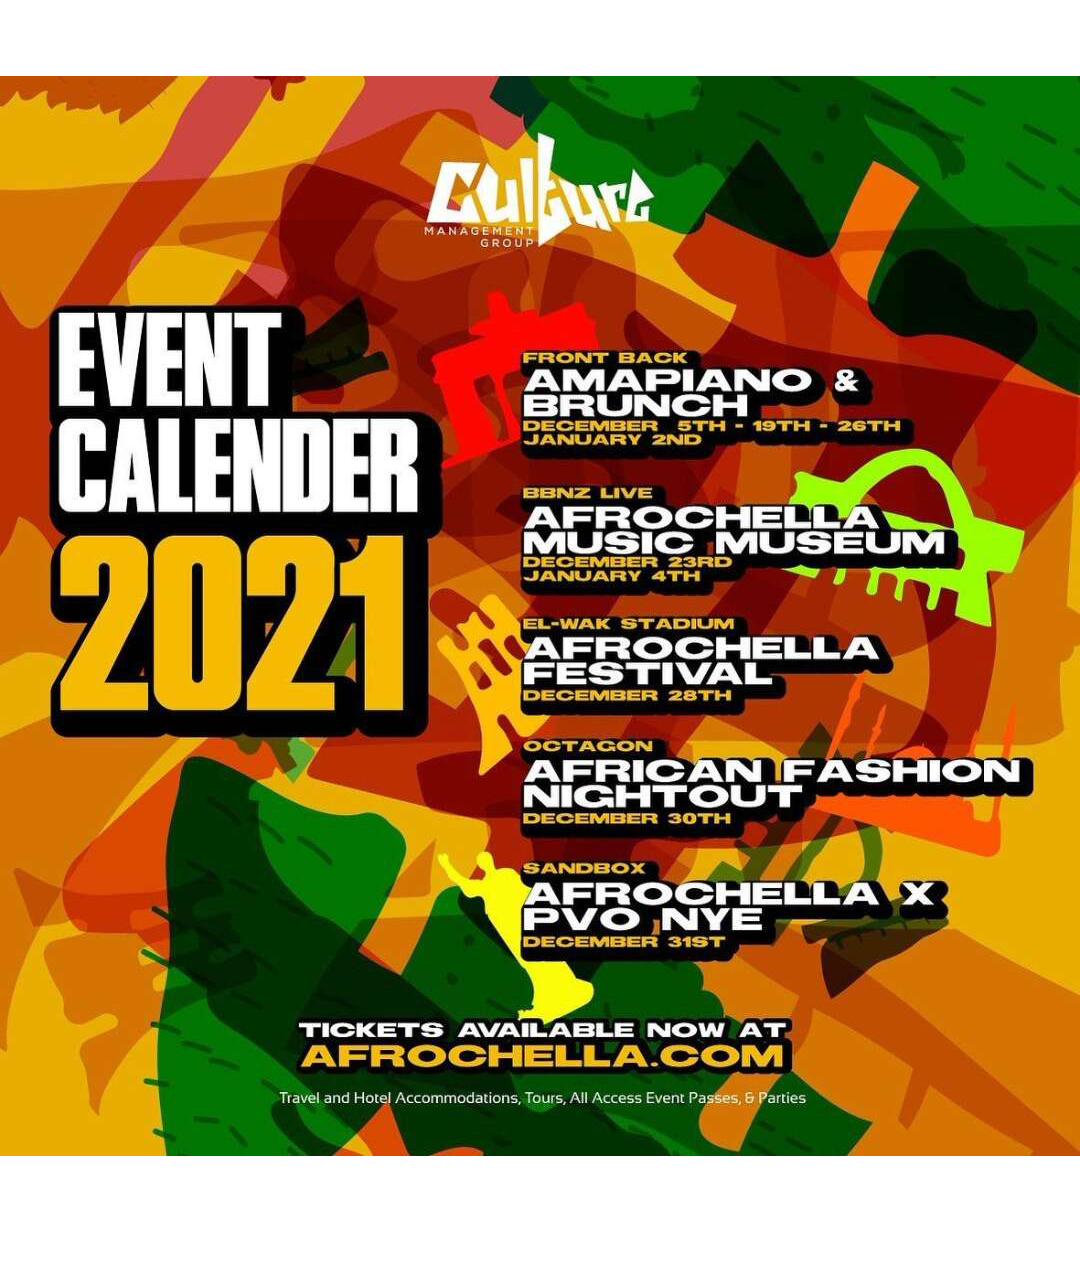 Culture
MANAGEMENT
GROUP
EVENT
CALENDER
2021
FRONT BACK
AMAPIANO &
BRUNCH
DECEMBER 5TH - 19TH - 26TH
JANUARY 2ND
BBNZ LIVE
AFROCHELLA
MUSIC MUSEUM
DECEMBER 23RD
JANUARY 4TH
EL-WAK STADIUM
AFROCHELLA
FESTIVAL
DECEMBER 28TH
OCTAGON
AFRICAN FASHION
NIGHTOUT
DECEMBER 30TH
SANDBOX
AFROCHELLA X
PVO NYE
DECEMBER 31ST
TICKETS AVAILABLE NOW AT
AFROCHELLA.COM
Travel and Hotel Accommodations, Tours, All Access Event Passes, & Parties